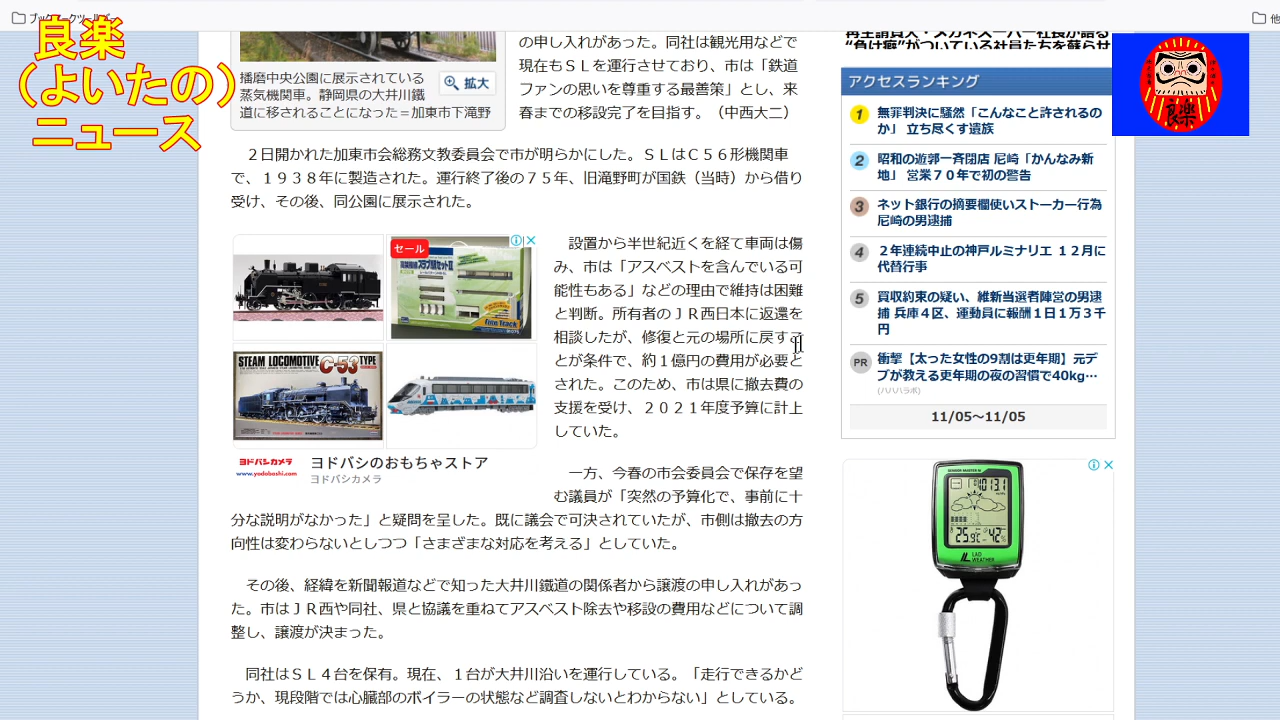 良楽
（よいたの）
ニュース
播磨中央公園に展示されている
蒸気機関車。静岡県の大井川鐵
道に移されることになった＝加東市下滝野
拡大
の申し入れがあった。同社は観光用などで
現在もＳＬを運行させており、市は「鉄道
ファンの思いを尊重する最善策」とし、来
春までの移設完了を目指す。（中西大二）
２日開かれた加東市会総務文教委員会で市が明らかにした。ＳＬはＣ５６形機関車
で、１９３８年に製造された。運行終了後の７５年、旧滝野町が国鉄（当時）から借り
受け、その後、同公園に展示された。
セール
Fine Track
STEAM LOCOMOTIVE C-53 TYPE
ヨドバシカメラ
www.yodobashi.com
ヨドバシのおもちゃストア
ヨドバシカメラ
設置から半世紀近くを経て車両は傷
み、市は「アスベストを含んでいる可
能性もある」などの理由で維持は困難
と判断。所有者のＪＲ西日本に返還を
相談したが、修復と元の場所に戻すこ
とが条件で、約１億円の費用が必要と
された。このため、市は県に撤去費の
支援を受け、２０２１年度予算に計上
していた。
一方、今春の市会委員会で保存を望
む議員が「突然の予算化で、事前に十
分な説明がなかった」と疑問を呈した。既に議会で可決されていたが、市側は撤去の方
向性は変わらないとしつつ「さまざまな対応を考える」としていた。
その後、経緯を新聞報道などで知った大井川鐵道の関係者から譲渡の申し入れがあっ
た。市はＪＲ西や同社、県と協議を重ねてアスベスト除去や移設の費用などについて調
整し、譲渡が決まった。
同社はＳＬ４台を保有。現在、１台が大井川沿いを運行している。「走行できるかど
うか、現段階では心臓部のボイラーの状態など調査しないとわからない」としている。
“負け癖”がついている社員たちを蘇らせ
アクセスランキング
1 無罪判決に騒然「こんなこと許されるの
か」 立ち尽くす遺族
2 昭和の遊郭一斉閉店 尼崎「かんなみ新
地」 営業７０年で初の警告
3 ネット銀行の摘要欄使いストーカー行為
尼崎の男逮捕
4 ２年連続中止の神戸ルミナリエ １２月に
代替行事
5 買収約束の疑い、維新当選者陣営の男逮
捕 兵庫４区、運動員に報酬１日１万３千
円
PR 衝撃【太った女性の9割は更年期】元デ
ブが教える更年期の夜の習慣で40kg…
(ハハハラボ)
11/05～11/05
良楽
1013.1
25.9℃ 42%
LAD
WEATHER